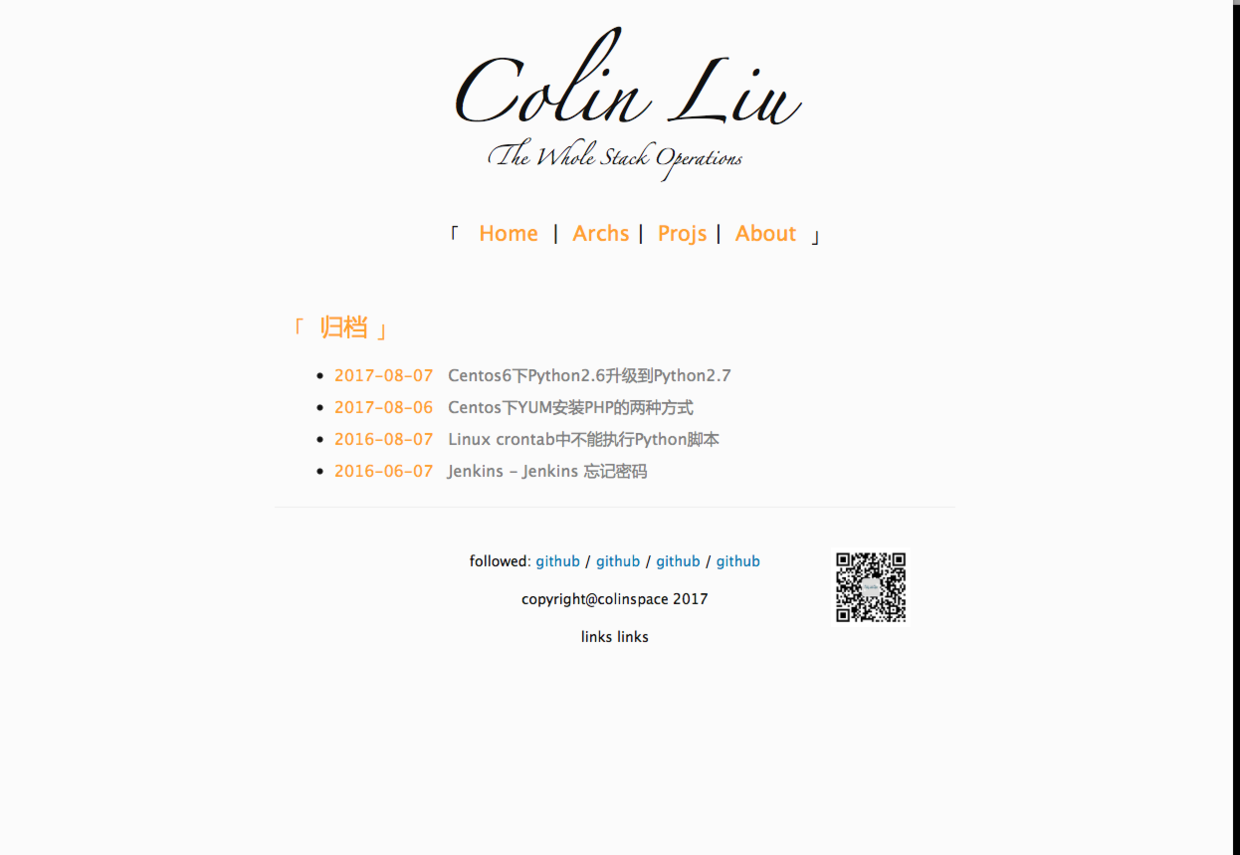 Colin Liu
The Whole Stack Operations
「 Home | Archs | Projs | About 」
「 归档 」
2017-08-07 Centos6下Python2.6升级到Python2.7
2017-08-06 Centos下YUM安装PHP的两种方式
2016-08-07 Linux crontab中不能执行Python脚本
2016-06-07 Jenkins - Jenkins 忘记密码
followed: github / github / github / github
copyright@colinspace 2017
links links